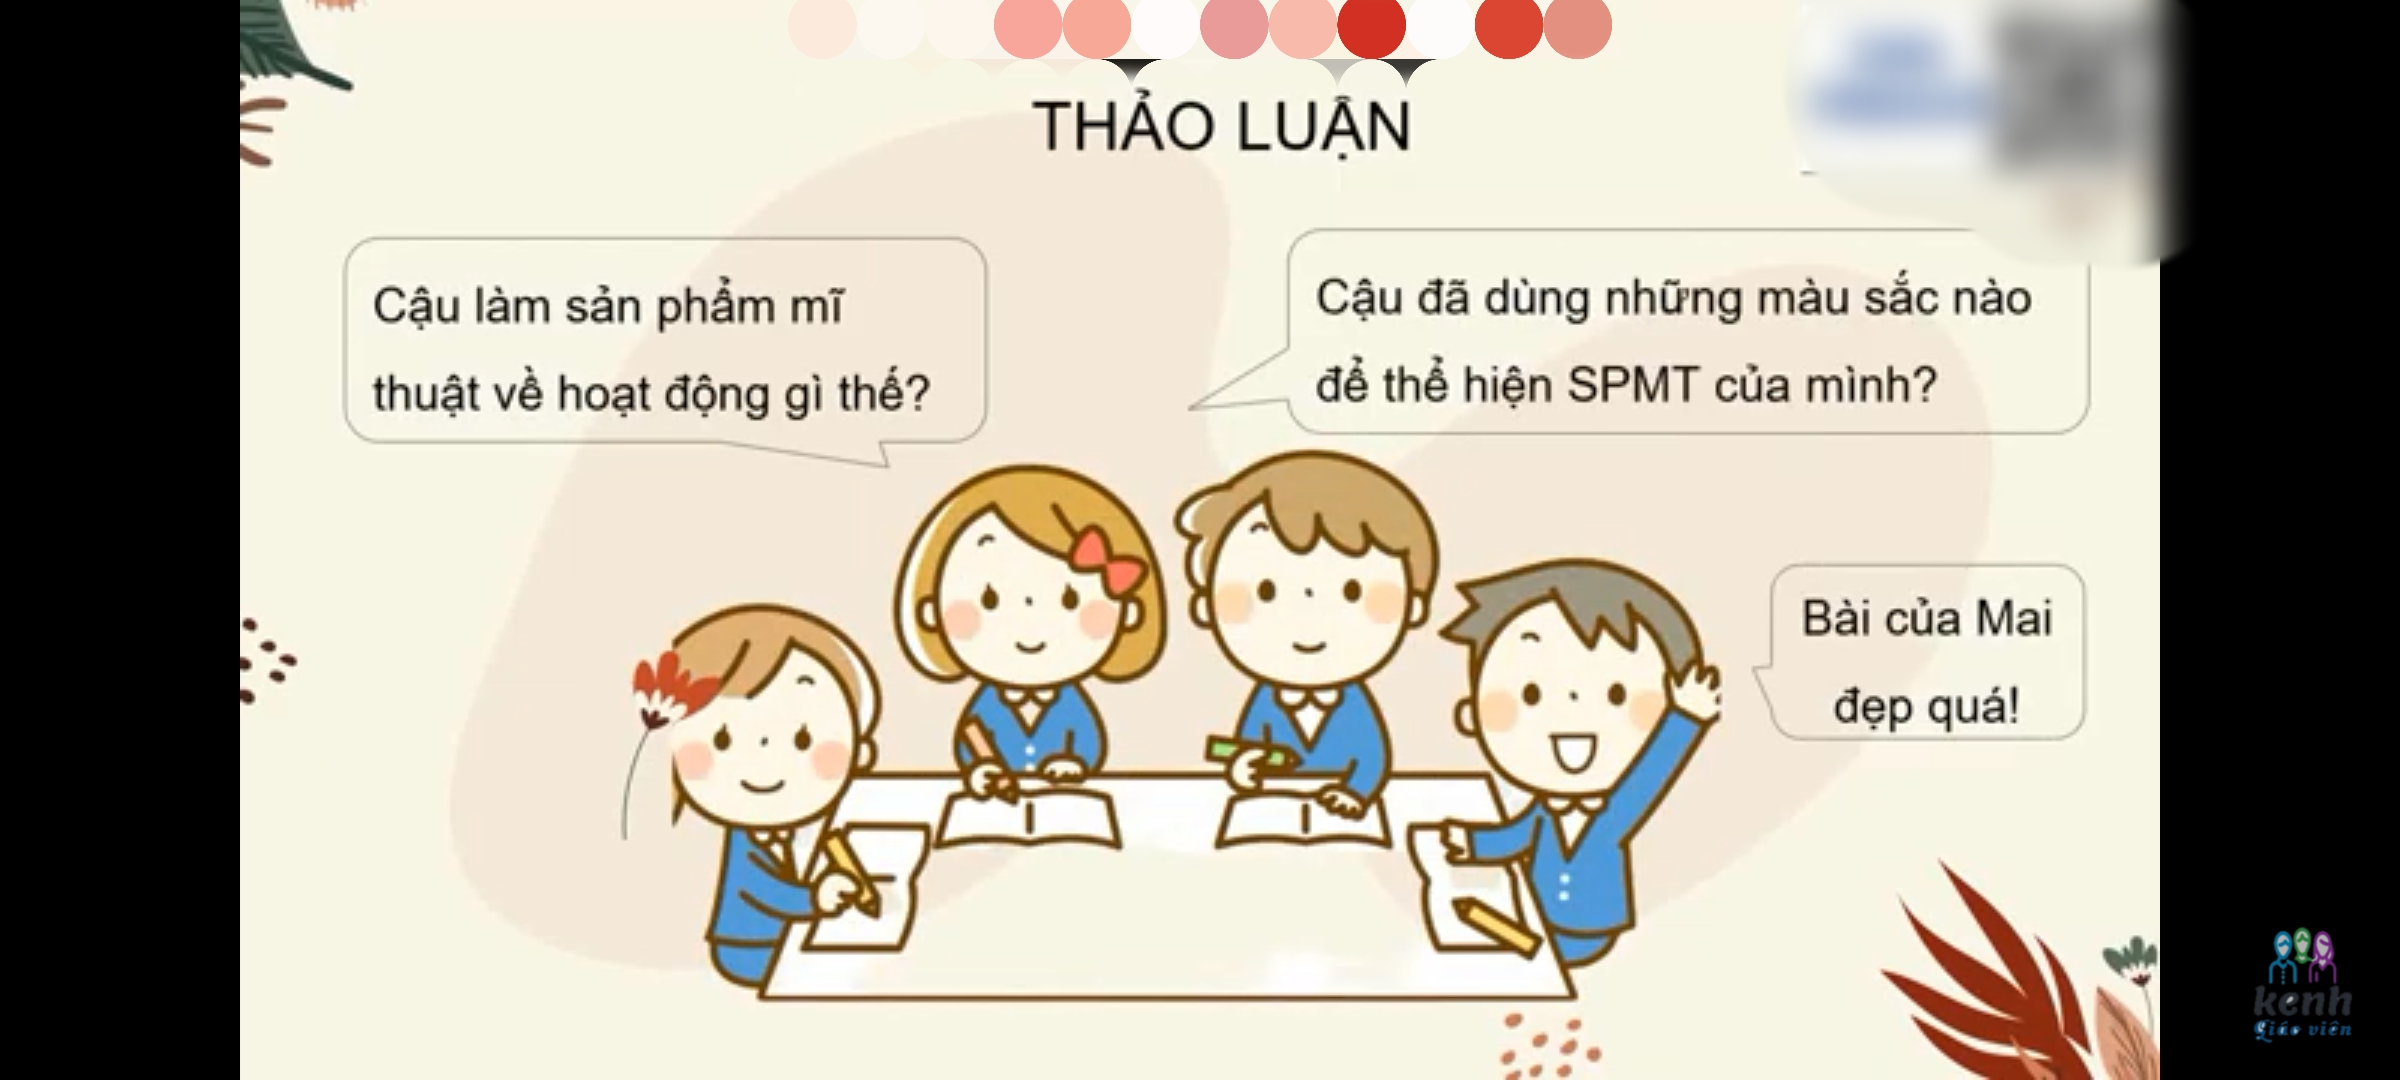 THẢO LUẬN
Cậu làm sản phẩm mĩ
thuật về hoạt động gì thế?
Cậu đã dùng những màu sắc nào
để thể hiện SPMT của mình?
Bài của Mai
đẹp quá!
kenh
Giáo viên